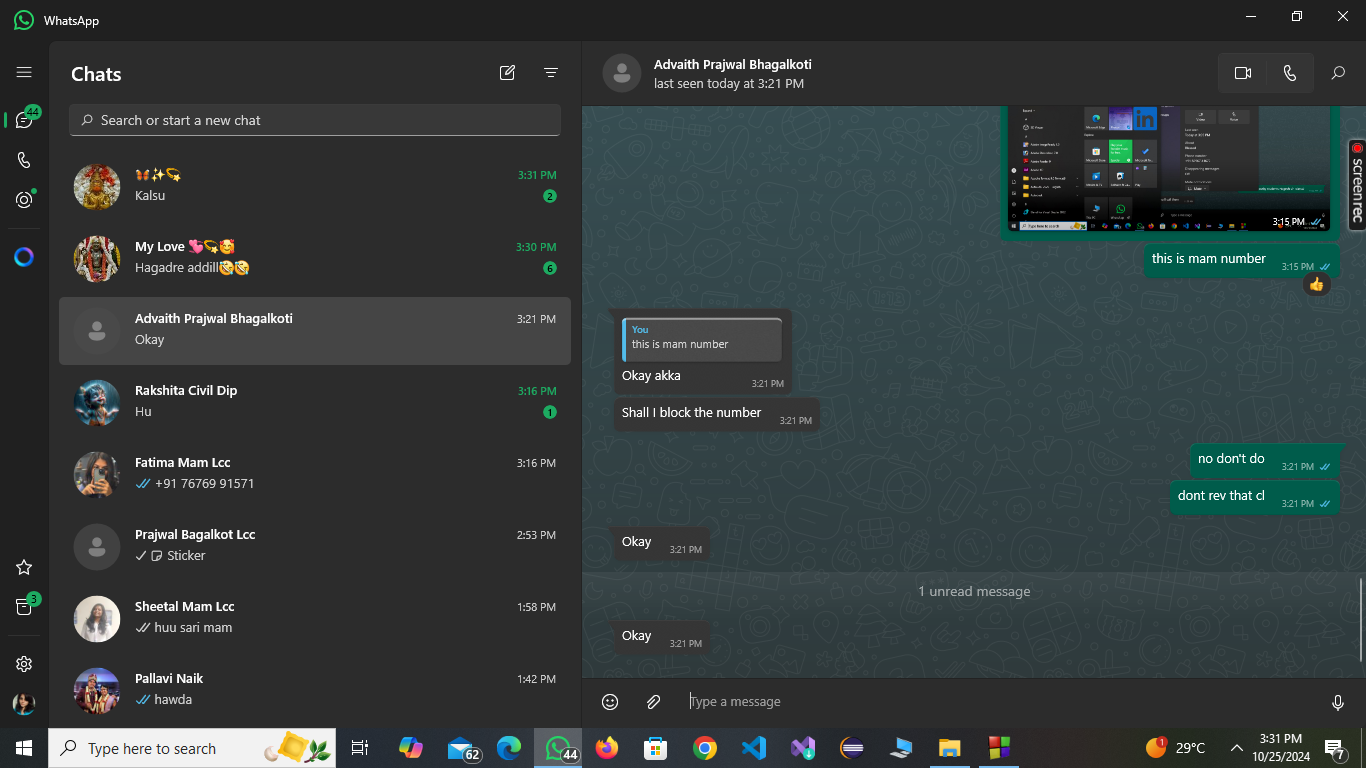 WhatsApp
Chats
44
Search or start a new chat
🦋✨💫
3:31 PM
Kalsu
2
My Love 💘💫🥰
3:30 PM
Hagadre addill🤣🤣
6
Advaith Prajwal Bhagalkoti
3:21 PM
Okay
Rakshita Civil Dip
3:16 PM
Hu
1
Fatima Mam Lcc
3:16 PM
+91 76769 91571
Prajwal Bagalkot Lcc
2:53 PM
Sticker
3
Sheetal Mam Lcc
1:58 PM
huu sari mam
Pallavi Naik
1:42 PM
hawda
Advaith Prajwal Bhagalkoti
last seen today at 3:21 PM
screenrec
3:15 PM
this is mam number
3:15 PM
👍
You
this is mam number
Okay akka
3:21 PM
Shall I block the number
3:21 PM
no don't do
3:21 PM
dont rev that cl
3:21 PM
Okay
3:21 PM
1 unread message
Okay
3:21 PM
Type a message
Type here to search
62
44
1
29°C
3:31 PM
10/25/2024
7